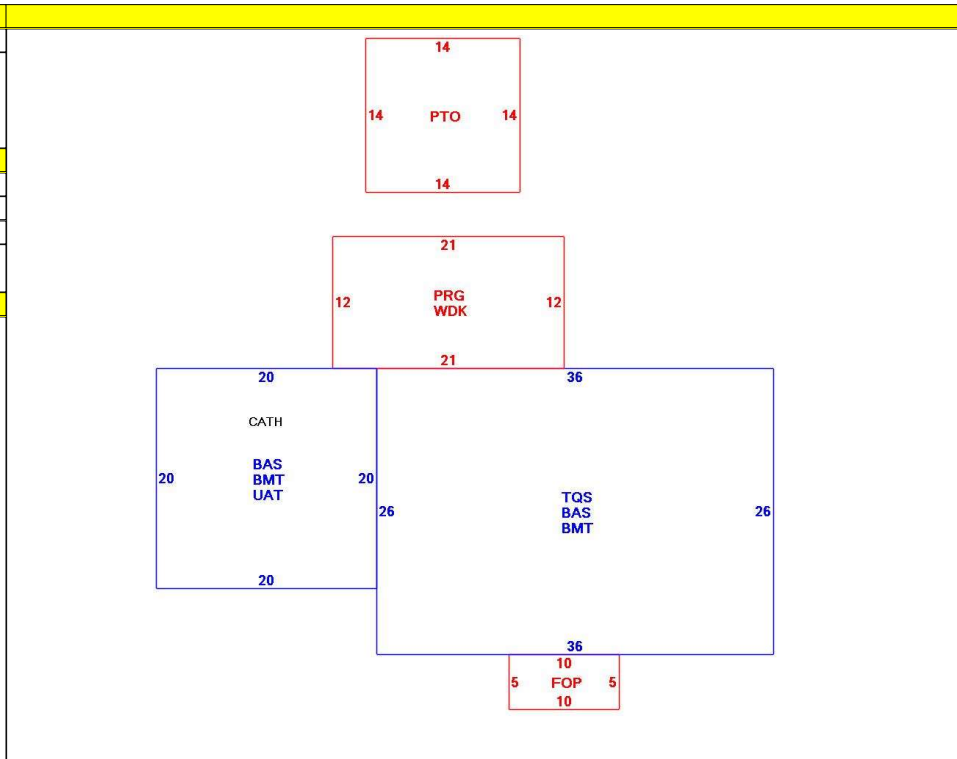 14
14 PTO 14
14
21
12 PRG 12
WDK
21
20
36
CATH
20 BAS 20
BMT
UAT
26 TQS 26
BAS
BMT
20
36
10
5 FOP 5
10